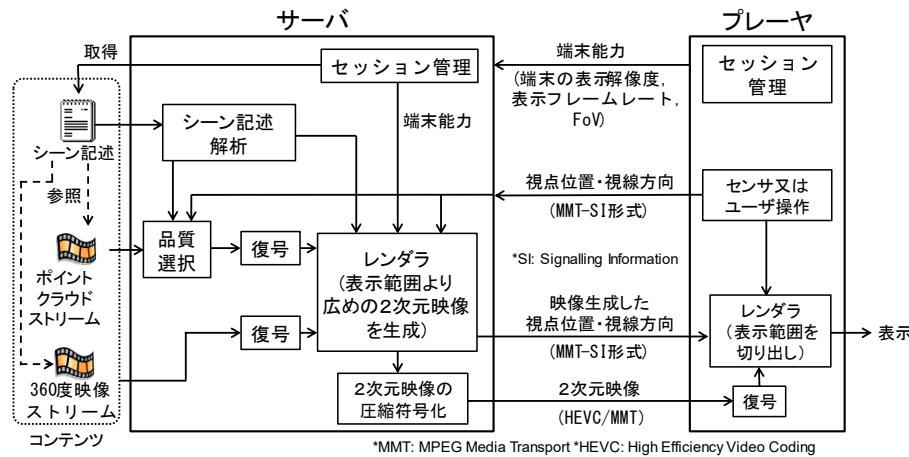 サーバ
プレーヤ
取得
セッション管理
端末能力
(端末の表示解像度,
表示フレームレート,
FoV)
セッション
管理
シーン記述
シーン記述
解析
端末能力
参照
視点位置・視線方向
(MMT-SI形式)
センサ又は
ユーザ操作
*SI: Signalling Information
品質
選択
復号
レンダラ
(表示範囲より
広めの2次元映像
を生成)
ポイント
クラウド
ストリーム
映像生成した
視点位置・視線方向
(MMT-SI形式)
レンダラ
(表示範囲を
切り出し)
表示
復号
360度映像
ストリーム
コンテンツ
2次元映像の
圧縮符号化
2次元映像
(HEVC/MMT)
復号
*MMT: MPEG Media Transport *HEVC: High Efficiency Video Coding